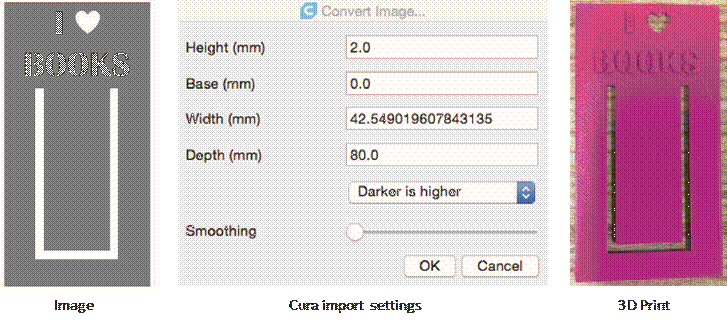 I ♥
BOOKS
Convert Image...
Height (mm) 2.0
Base (mm) 0.0
Width (mm) 42.549019607843135
Depth (mm) 80.0
Darker is higher
Smoothing
OK Cancel
I ♥
BOOKS
Image
Cura import settings
3D Print